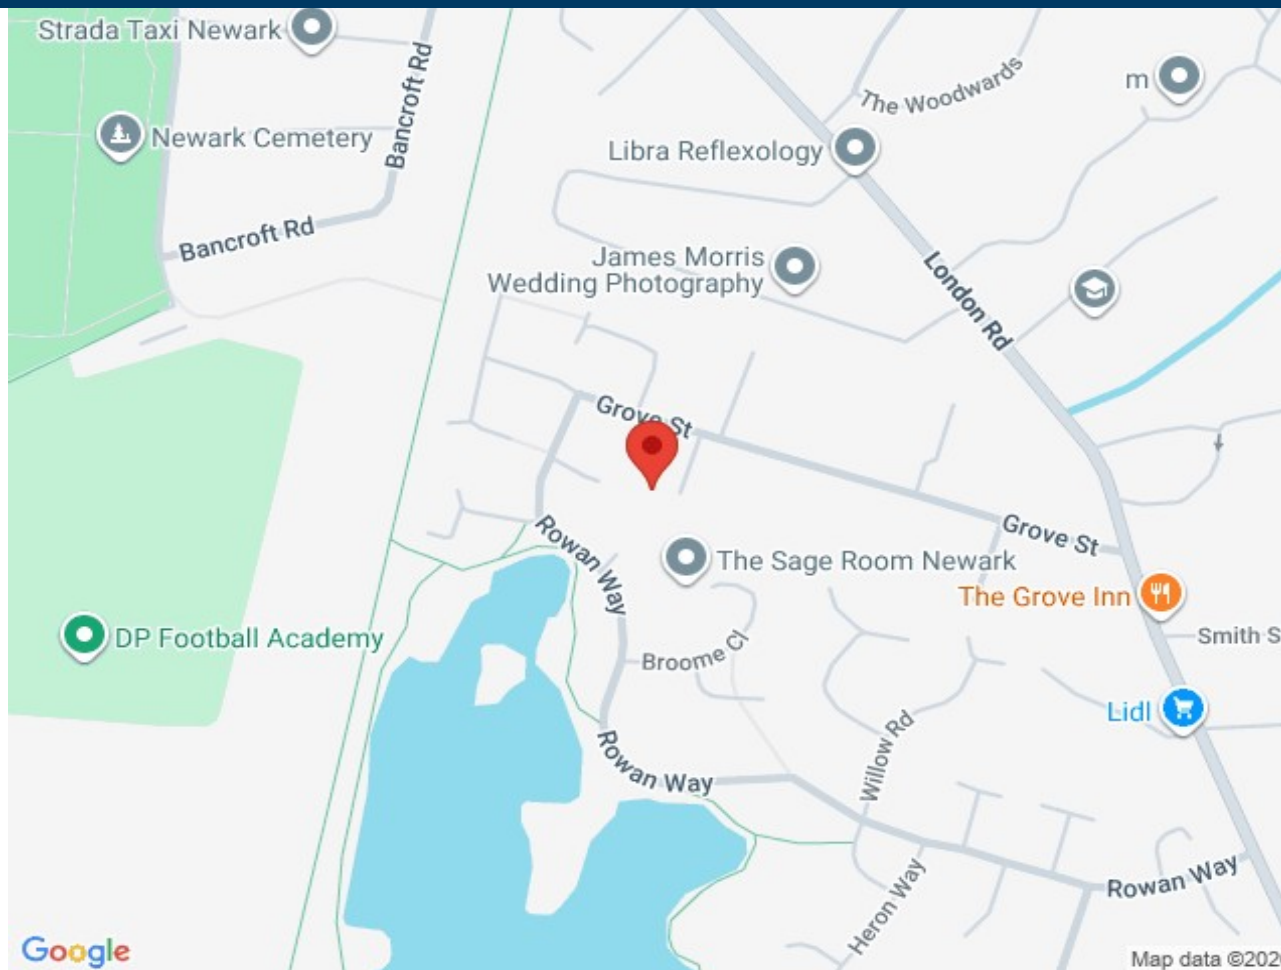 Strada Taxi Newark
Bancroft Rd
The Woodwards
m
Newark Cemetery
Libra Reflexology
Bancroft Rd
James Morris
Wedding Photography
London Rd
Grove St
Grove St
Rowan Way
The Sage Room Newark
The Grove Inn
DP Football Academy
Broome Cl
Smith S
Lidl
Willow Rd
Rowan Way
Heron Way
Rowan Way
Google
Map data ©202